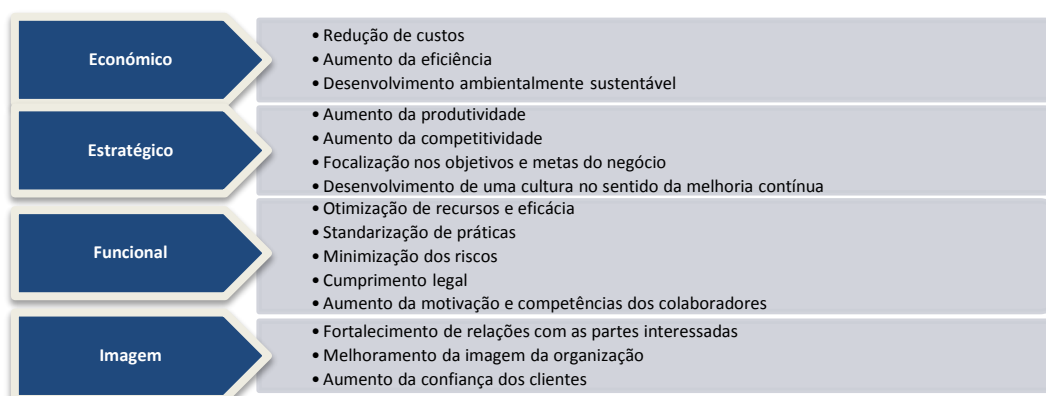 Económico
• Redução de custos
• Aumento da eficiência
• Desenvolvimento ambientalmente sustentável
Estratégico
• Aumento da produtividade
• Aumento da competitividade
• Focalização nos objetivos e metas do negócio
• Desenvolvimento de uma cultura no sentido da melhoria contínua
Funcional
• Otimização de recursos e eficácia
• Standarização de práticas
• Minimização dos riscos
• Cumprimento legal
• Aumento da motivação e competências dos colaboradores
Imagem
• Fortalecimento de relações com as partes interessadas
• Melhoramento da imagem da organização
• Aumento da confiança dos clientes